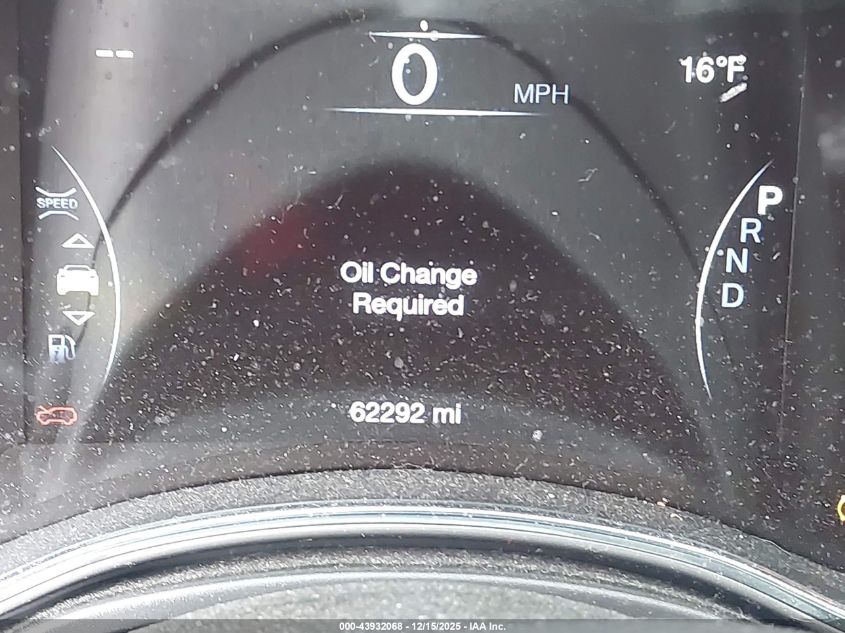 -- 0 MPH 16°F
SPEED
P
R
N
D
Oil Change
Required
62292 mi
000-43932068 - 12/15/2025 - IAA Inc.